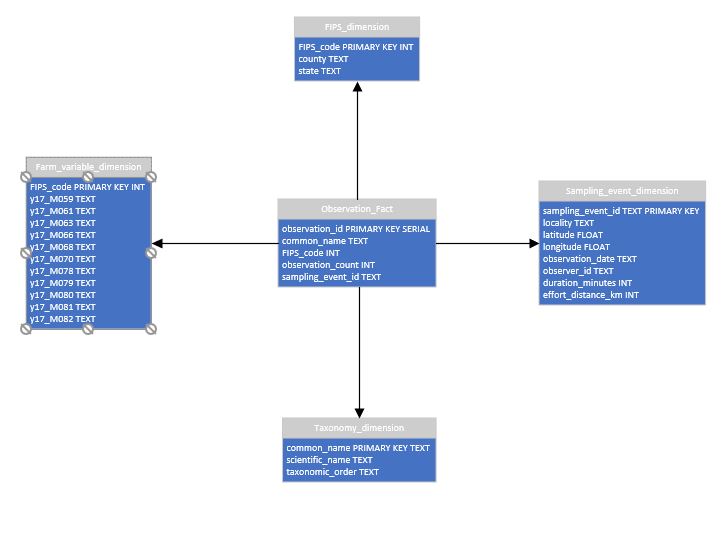 FIPS_dimension
FIPS_code PRIMARY KEY INT
county TEXT
state TEXT
Farm_variable_dimension
FIPS_code PRIMARY KEY INT
y17_M059 TEXT
y17_M061 TEXT
y17_M063 TEXT
y17_M066 TEXT
y17_M068 TEXT
y17_M070 TEXT
y17_M078 TEXT
y17_M079 TEXT
y17_M080 TEXT
y17_M081 TEXT
y17_M082 TEXT
Observation_Fact
observation_id PRIMARY KEY SERIAL
common_name TEXT
FIPS_code INT
observation_count INT
sampling_event_id TEXT
Sampling_event_dimension
sampling_event_id TEXT PRIMARY KEY
locality TEXT
latitude FLOAT
longitude FLOAT
observation_date TEXT
observer_id TEXT
duration_minutes INT
effort_distance_km INT
Taxonomy_dimension
common_name PRIMARY KEY TEXT
scientific_name TEXT
taxonomic_order TEXT